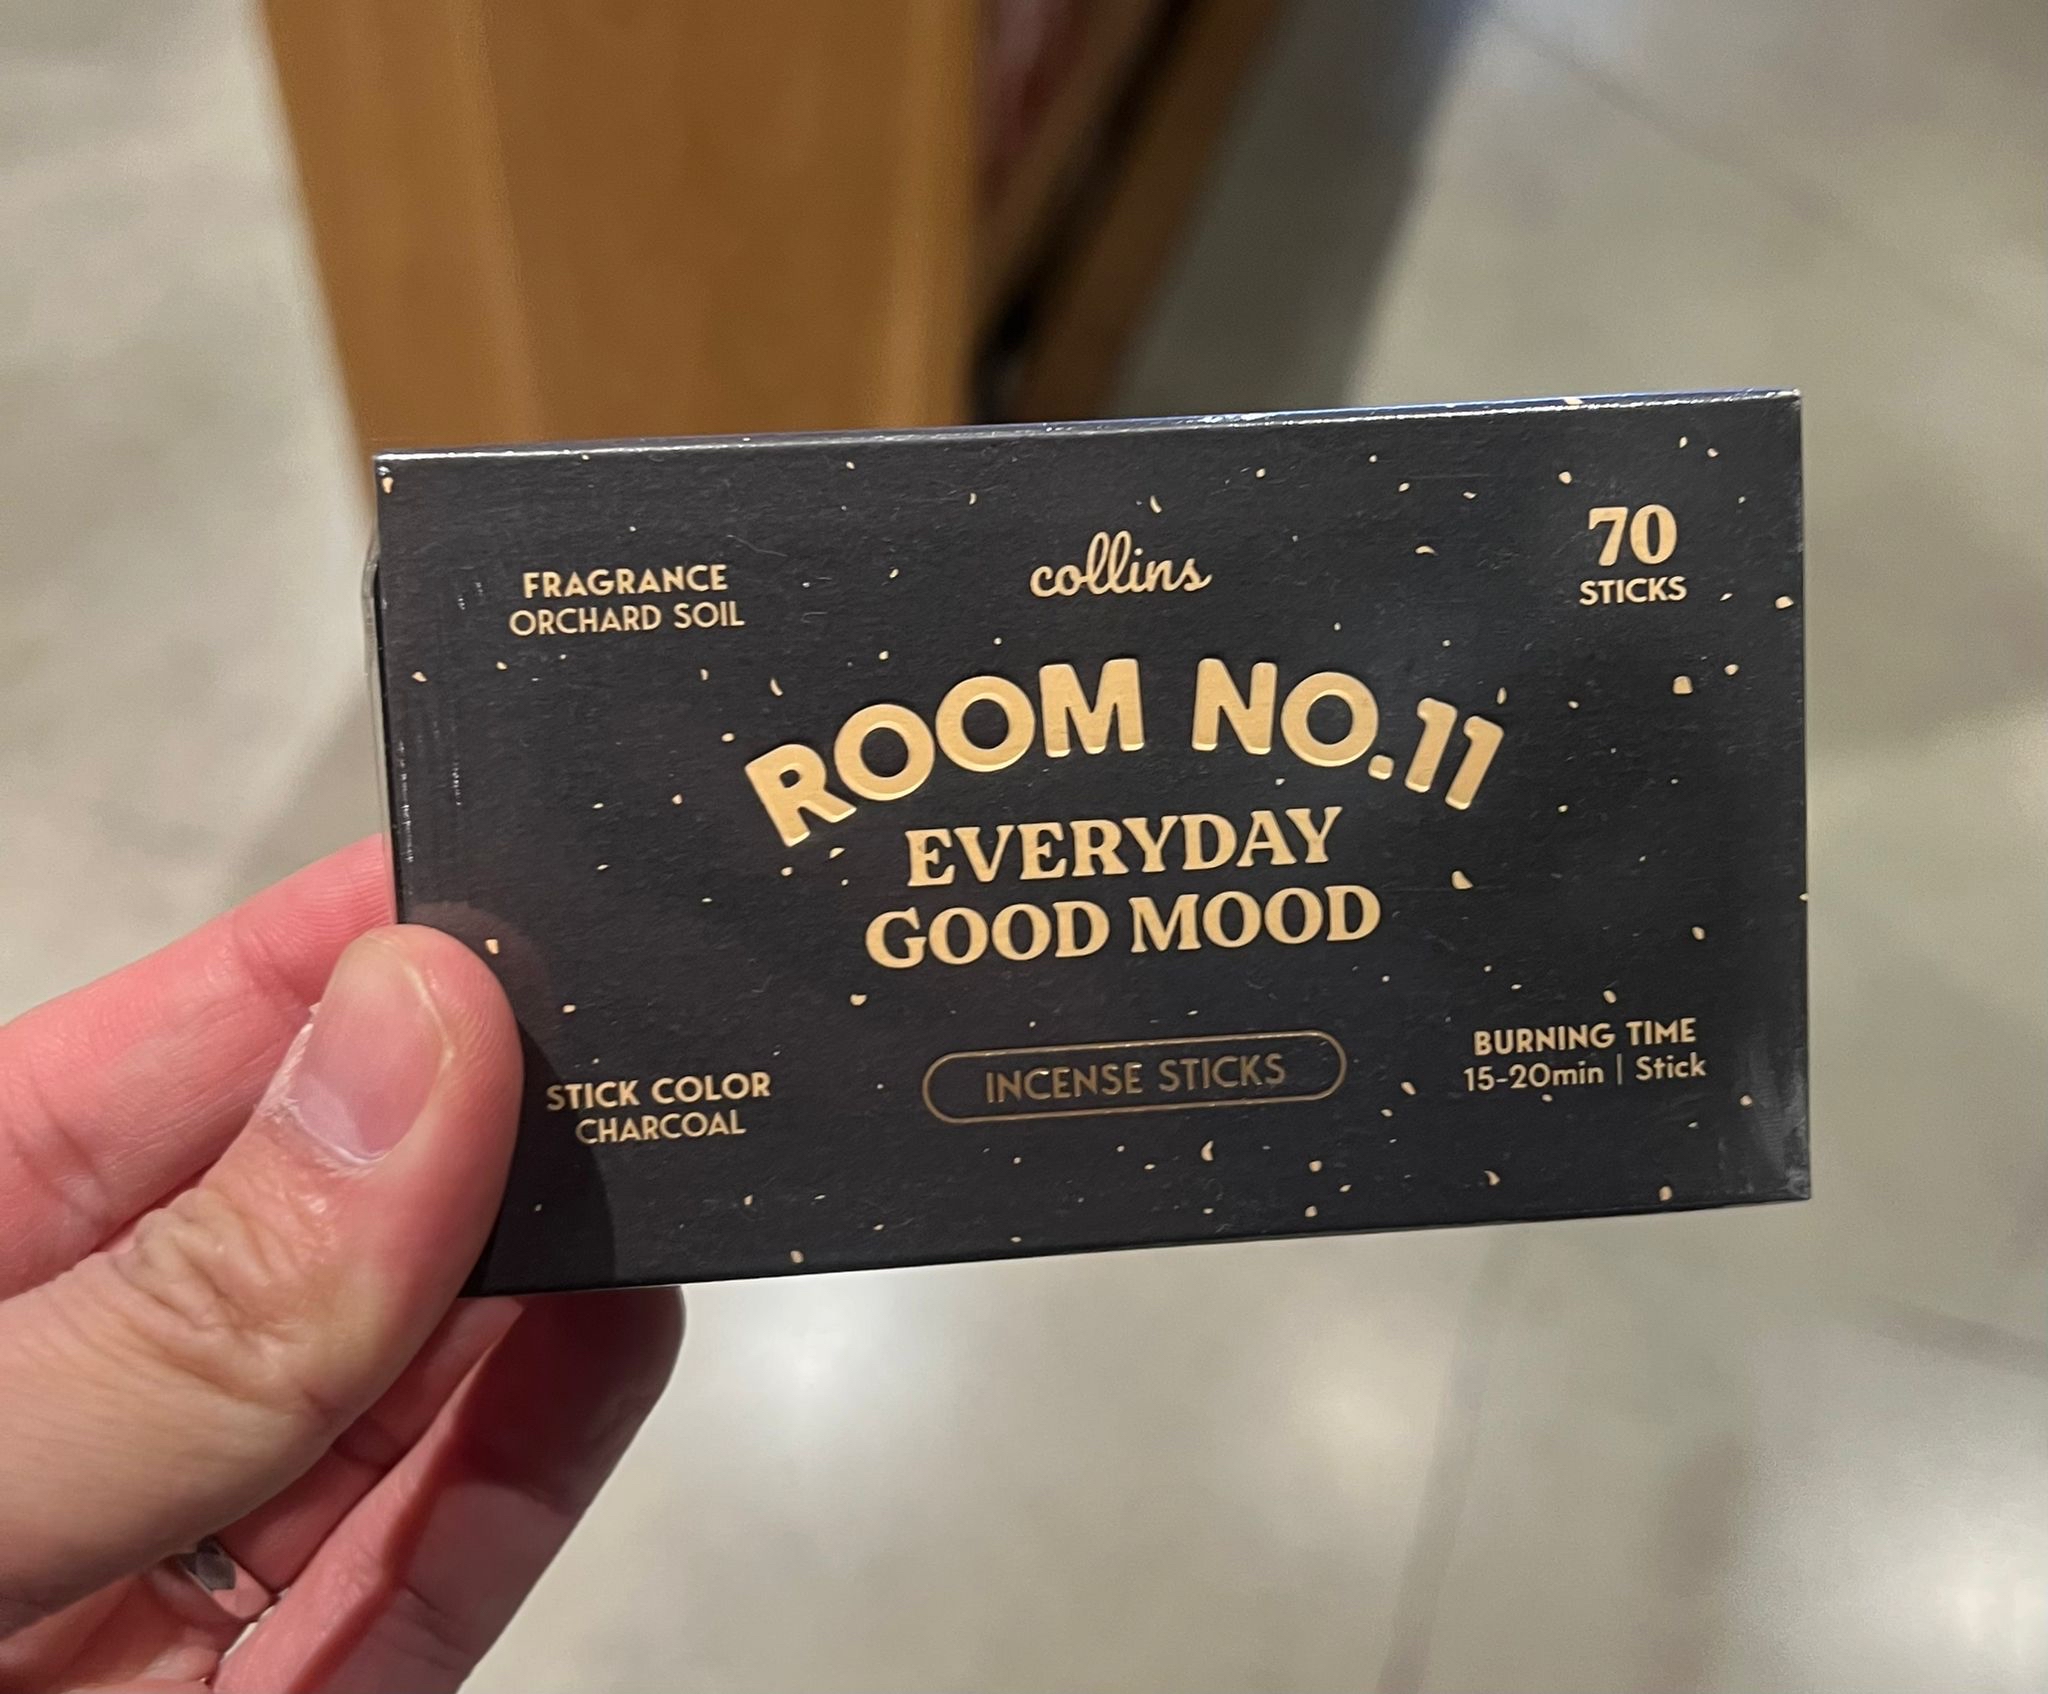 collins
70
STICKS
FRAGRANCE
ORCHARD SOIL
ROOM NO.11
EVERYDAY
GOOD MOOD
INCENSE STICKS
STICK COLOR
CHARCOAL
BURNING TIME
15-20min | Stick